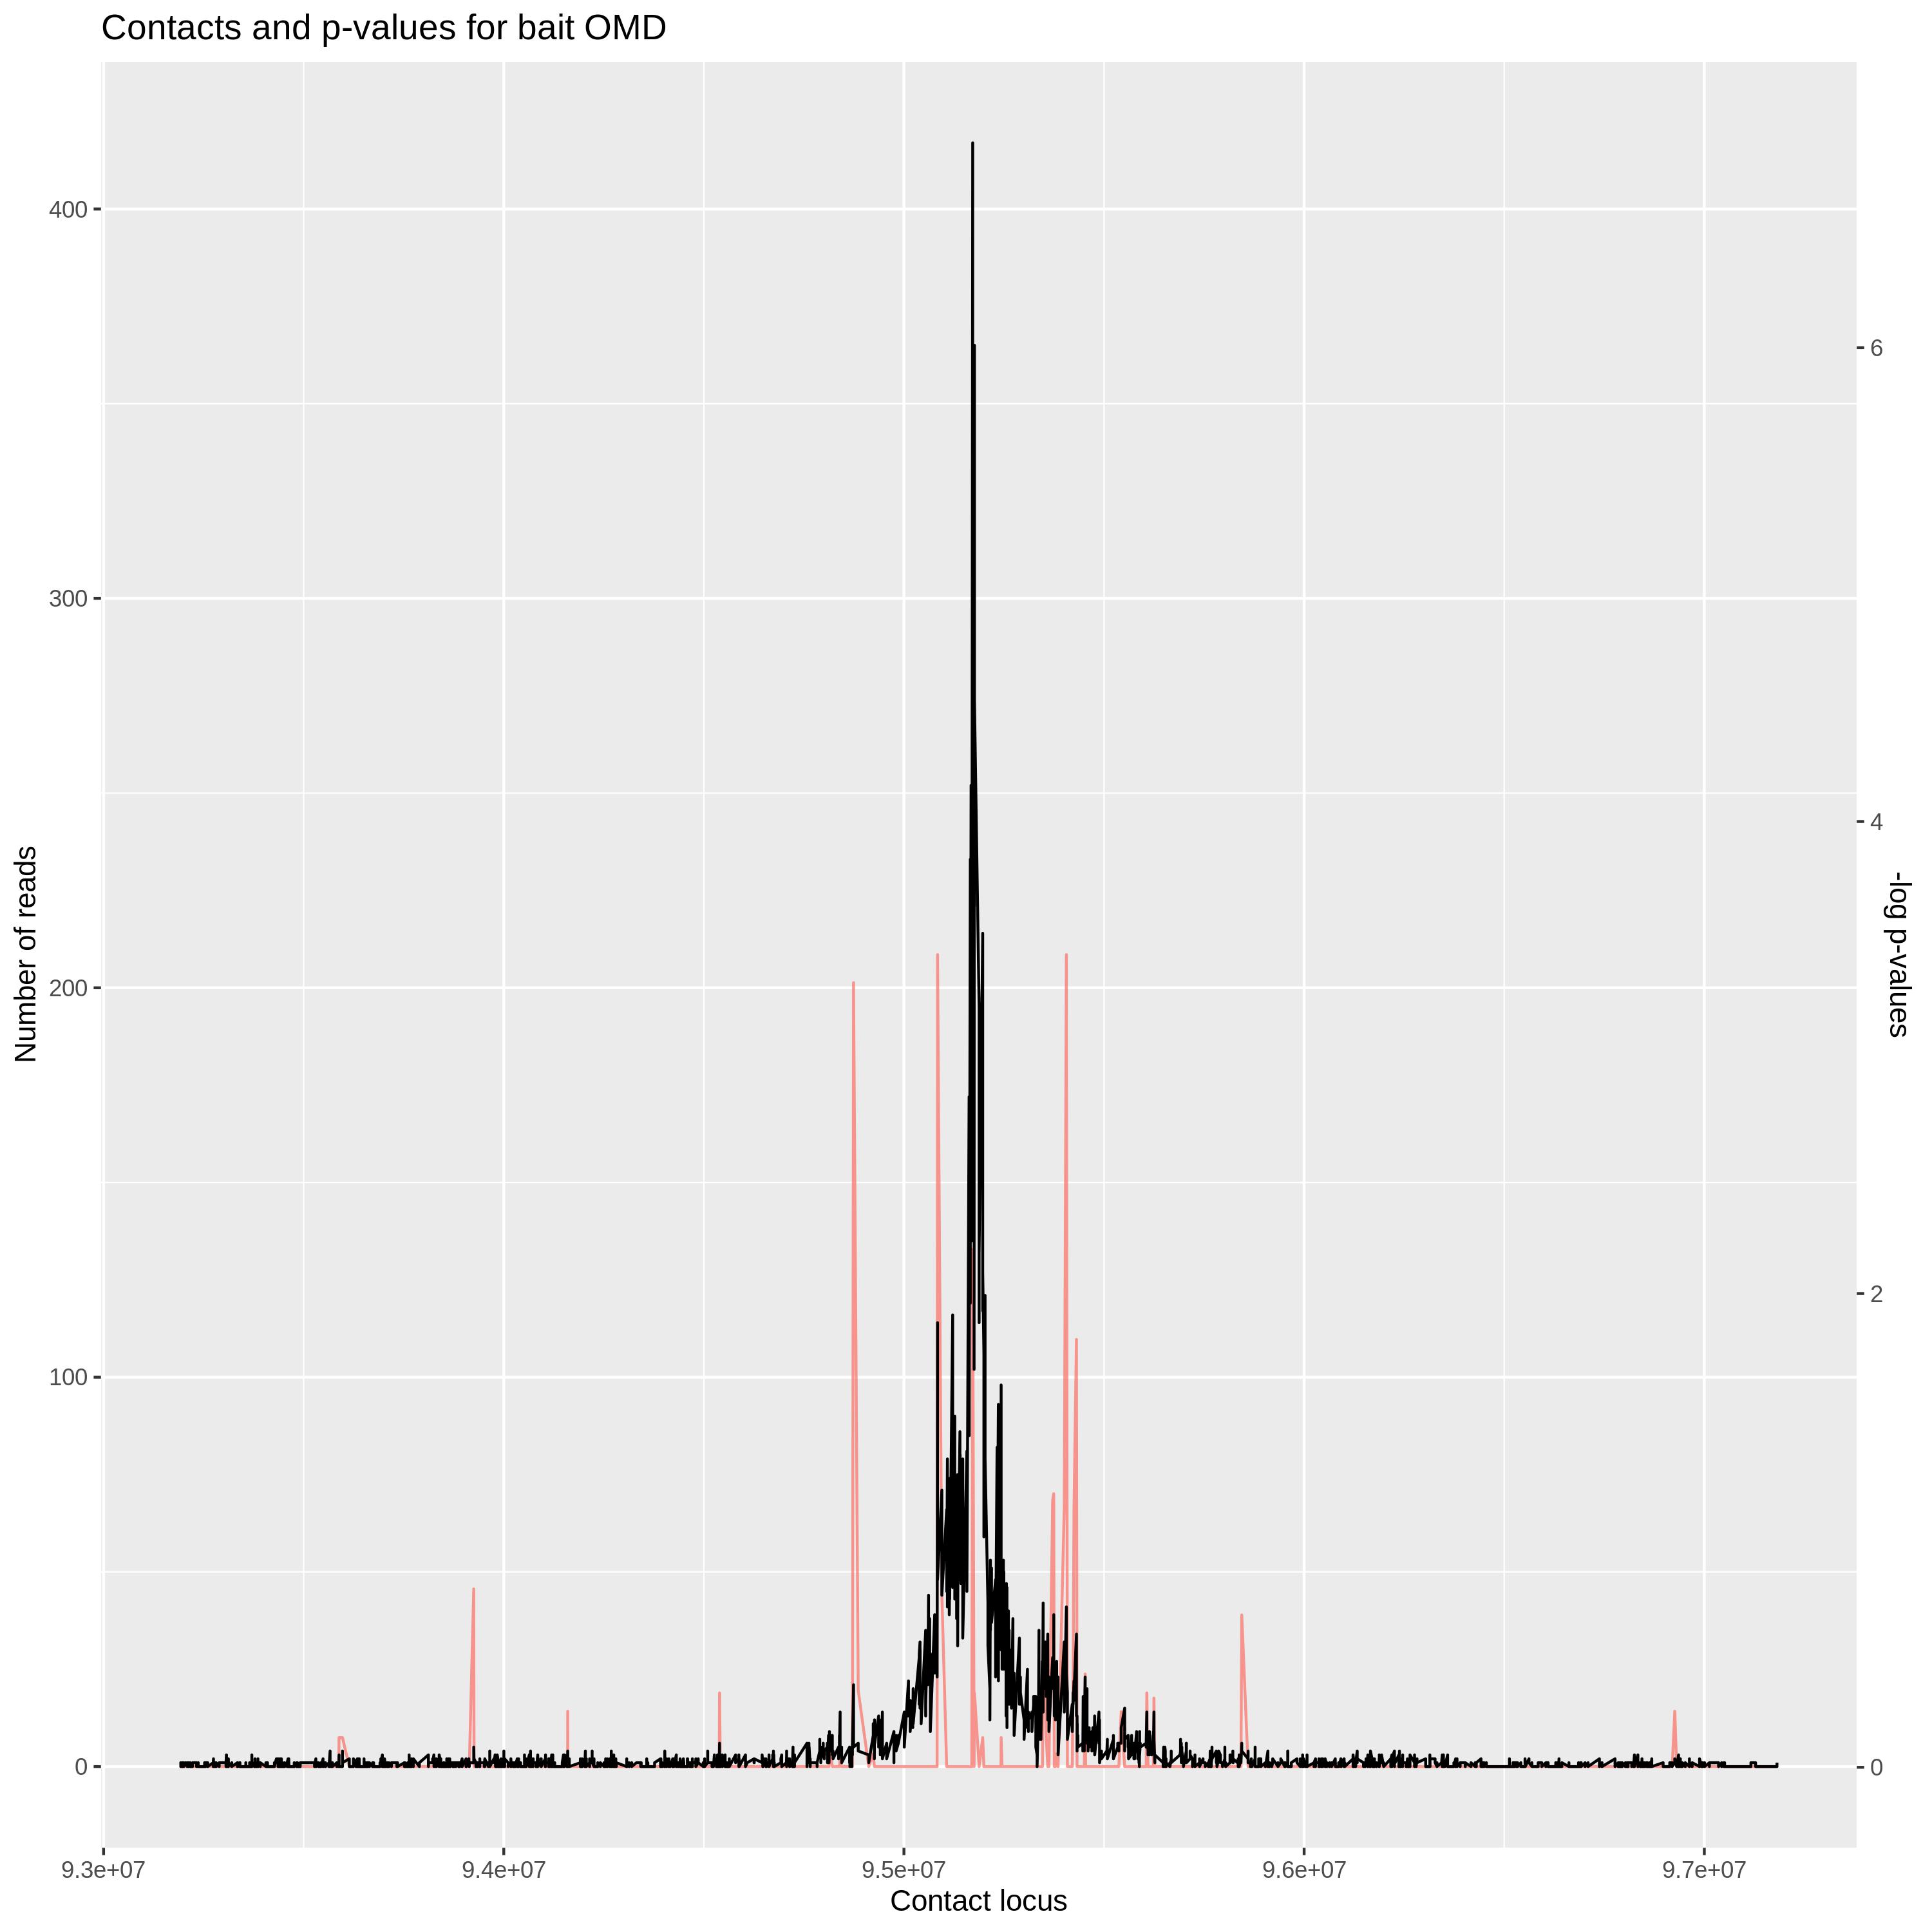 Contacts and p-values for bait OMD
Number of reads
400
300
200
100
0
6
4
2
0
-log p-values
9.3e+07
9.4e+07
9.5e+07
9.6e+07
9.7e+07
Contact locus